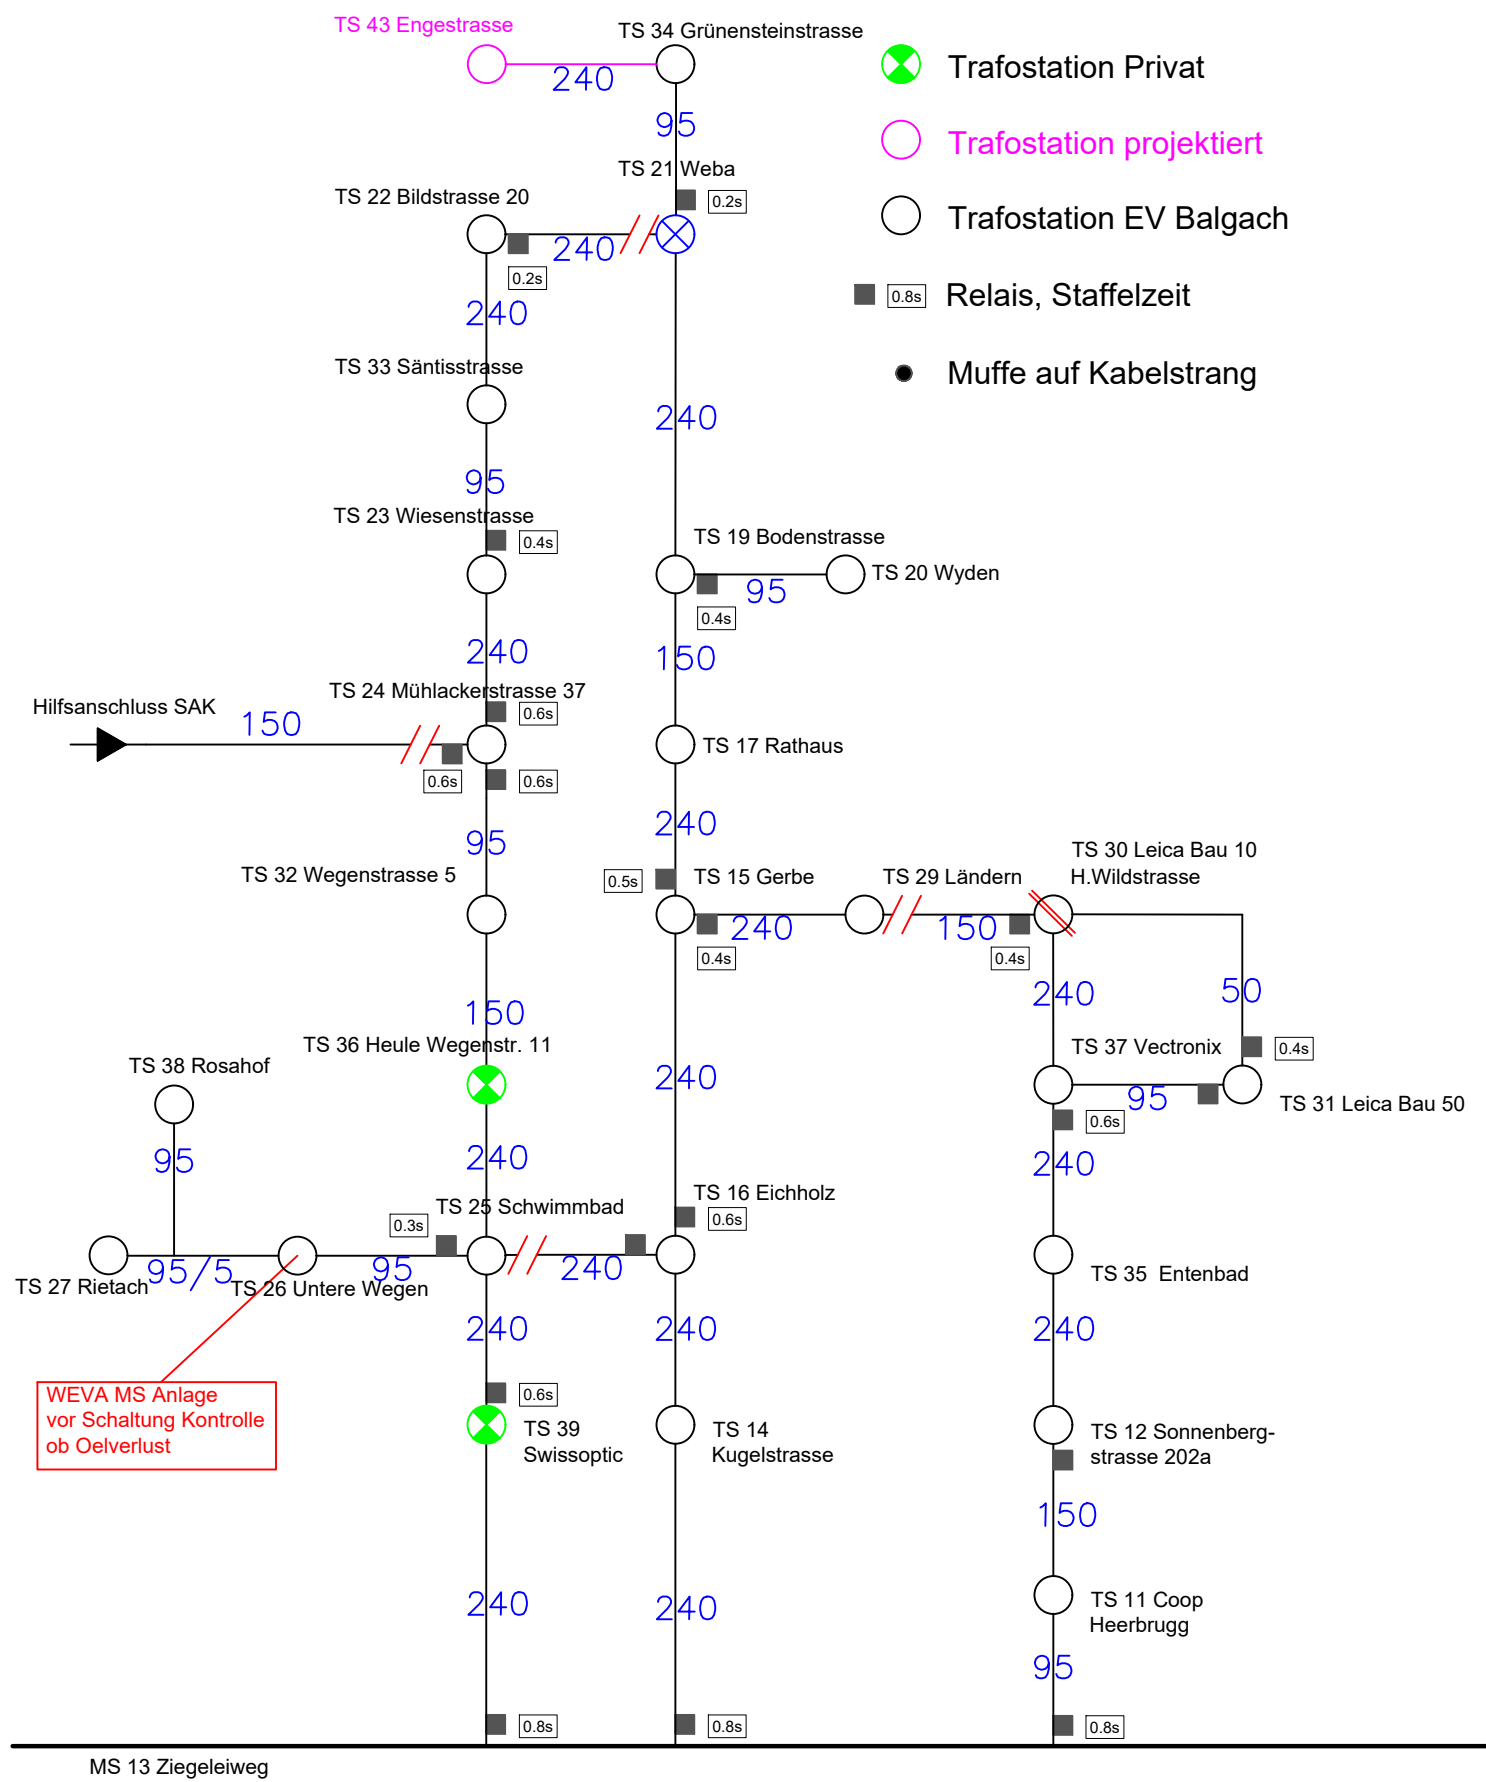 TS 43 Engestrasse
TS 34 Grünensteinstrasse
240
95
Trafostation Privat
Trafostation projektiert
Trafostation EV Balgach
0.8s
Relais, Staffelzeit
Muffe auf Kabelstrang
TS 21 Weba
0.2s
TS 22 Bildstrasse 20
240
0.2s
240
TS 33 Säntisstrasse
240
95
TS 23 Wiesenstrasse
0.4s
TS 19 Bodenstrasse
TS 20 Wyden
95
0.4s
240
150
TS 24 Mühlackerstrasse 37
0.6s
Hilfsanschluss SAK
150
0.6s
0.6s
TS 17 Rathaus
95
240
TS 32 Wegenstrasse 5
0.5s
TS 15 Gerbe
TS 29 Ländern
TS 30 Leica Bau 10
H.Wildstrasse
240
150
0.4s
0.4s
240
50
150
TS 36 Heule Wegenstr. 11
TS 37 Vectronix
0.4s
TS 38 Rosahof
240
95
TS 31 Leica Bau 50
0.6s
95
240
240
TS 25 Schwimmbad
TS 16 Eichholz
0.3s
0.6s
TS 27 Rietach
95/5
TS 26 Untere Wegen
95
240
TS 35 Entenbad
240
240
240
WEVA MS Anlage
vor Schaltung Kontrolle
ob Oelverlust
0.6s
TS 39
Swissoptic
TS 14
Kugelstrasse
TS 12 Sonnenberg-
strasse 202a
150
240
240
TS 11 Coop
Heerbrugg
95
0.8s
0.8s
0.8s
MS 13 Ziegeleiweg